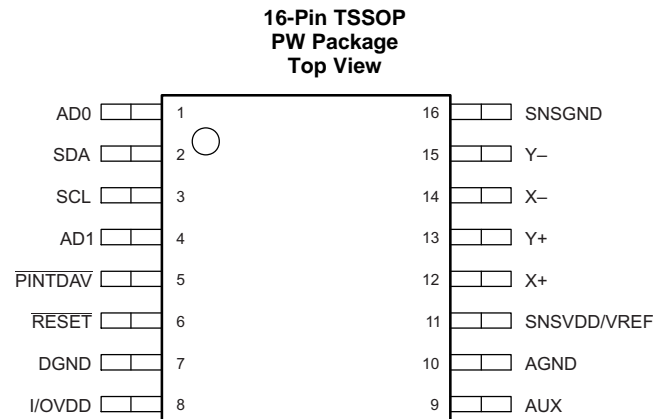 16-Pin TSSOP
PW Package
Top View
AD0 1 16 SNSGND
SDA 2 15 Y–
SCL 3 14 X–
AD1 4 13 Y+
PINTDAV 5 12 X+
RESET 6 11 SNSVDD/VREF
DGND 7 10 AGND
I/OVDD 8 9 AUX